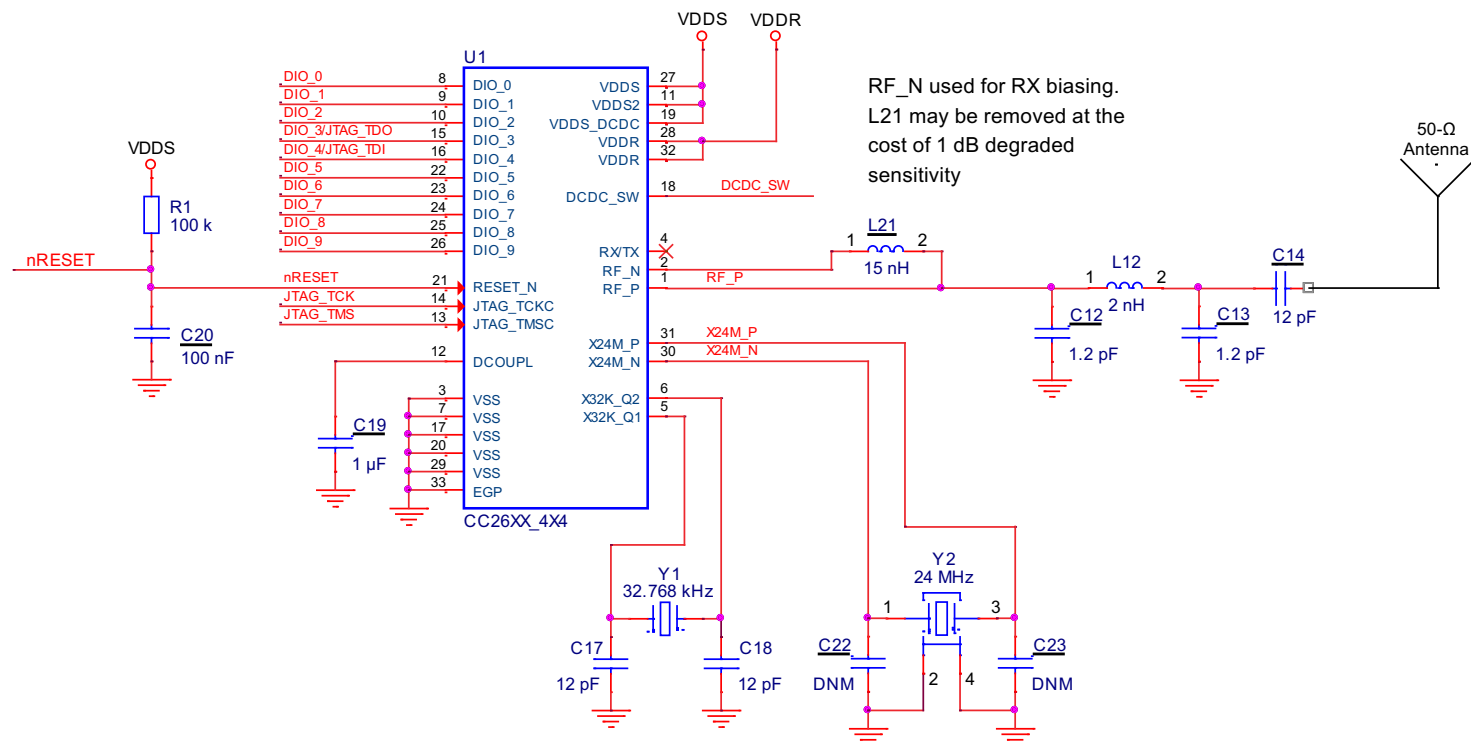 VDDS VDDR
U1
DIO_0 8 DIO_0 VDDS 27
DIO_1 9 DIO_1 VDDS2 11
DIO_2 10 DIO_2 VDDS_DCDC 19
DIO_3/JTAG_TDO 15 DIO_3 VDDR 28
DIO_4/JTAG_TDI 16 DIO_4 VDDR 32
DIO_5 22 DIO_5
DIO_6 23 DIO_6 DCDC_SW 18 DCDC_SW
DIO_7 24 DIO_7
DIO_8 25 DIO_8
DIO_9 26 DIO_9 RX/TX 4
RF_N 2
nRESET 21 RESET_N RF_P 1 RF_P
JTAG_TCK 14 JTAG_TCKC
JTAG_TMS 13 JTAG_TMSC
X24M_P 31 X24M_P
12 DCOUPL X24M_N 30 X24M_N
3 VSS X32K_Q2 6
7 VSS X32K_Q1 5
17 VSS
20 VSS
29 VSS
33 EGP
CC26XX_4X4
RF_N used for RX biasing.
L21 may be removed at the
cost of 1 dB degraded
sensitivity
50-Ω
Antenna
VDDS
R1
100 k
nRESET
C20
100 nF
C19
1 µF
L21
1 2
15 nH
L12
1 2
2 nH
C14
12 pF
C12
1.2 pF
C13
1.2 pF
Y1
32.768 kHz
C17
12 pF
C18
12 pF
Y2
24 MHz
1 3
C22
DNM
2 4
C23
DNM